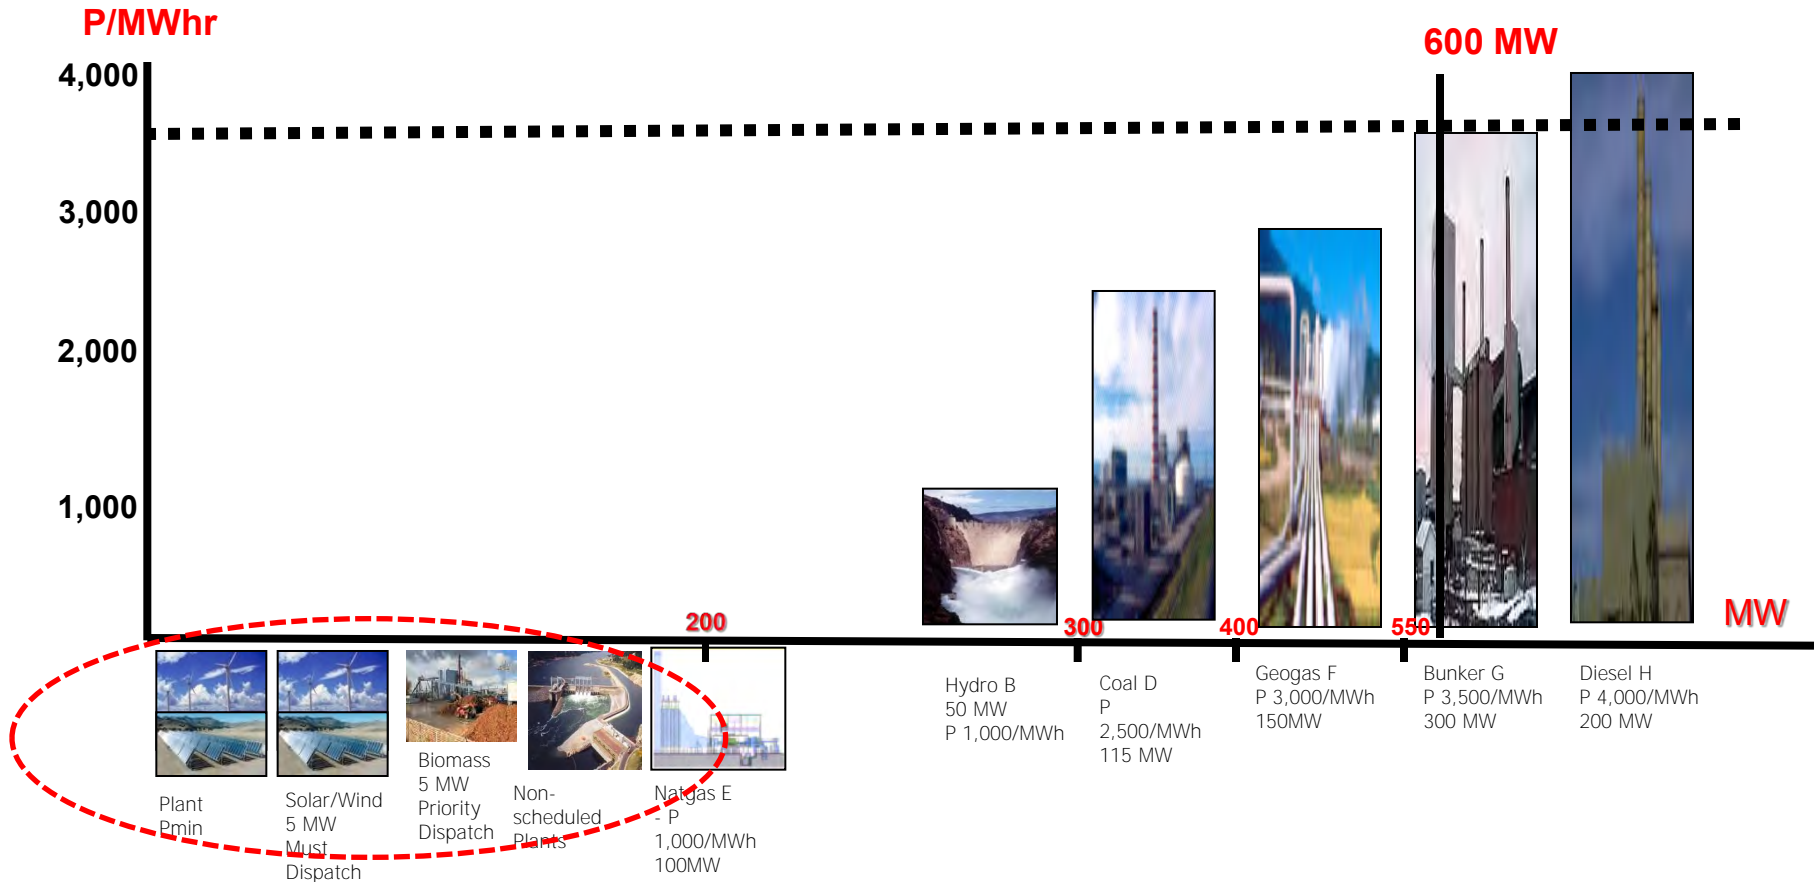 P/MWhr
600 MW
4,000
3,000
2,000
1,000
200
300
400
550
MW
Plant
Pmin
Solar/Wind
5 MW
Must
Dispatch
Biomass
5 MW
Priority
Dispatch
Non-
scheduled
Plants
Natgas E
- P
1,000/MWh
100MW
Hydro B
50 MW
P 1,000/MWh
Coal D
P
2,500/MWh
115 MW
Geogas F
P 3,000/MWh
150MW
Bunker G
P 3,500/MWh
300 MW
Diesel H
P 4,000/MWh
200 MW